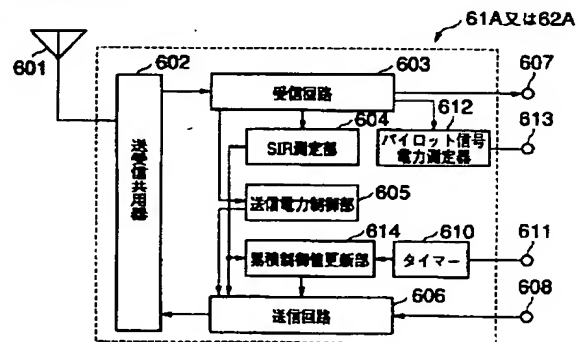 61A又は62A
601
602
603
607
受信回路
604
612
613
SIR測定部
パイロット信号
電力測定器
送受信共用器
605
送信電力制御部
614
610
611
累積制御値更新部
タイマー
608
606
送信回路